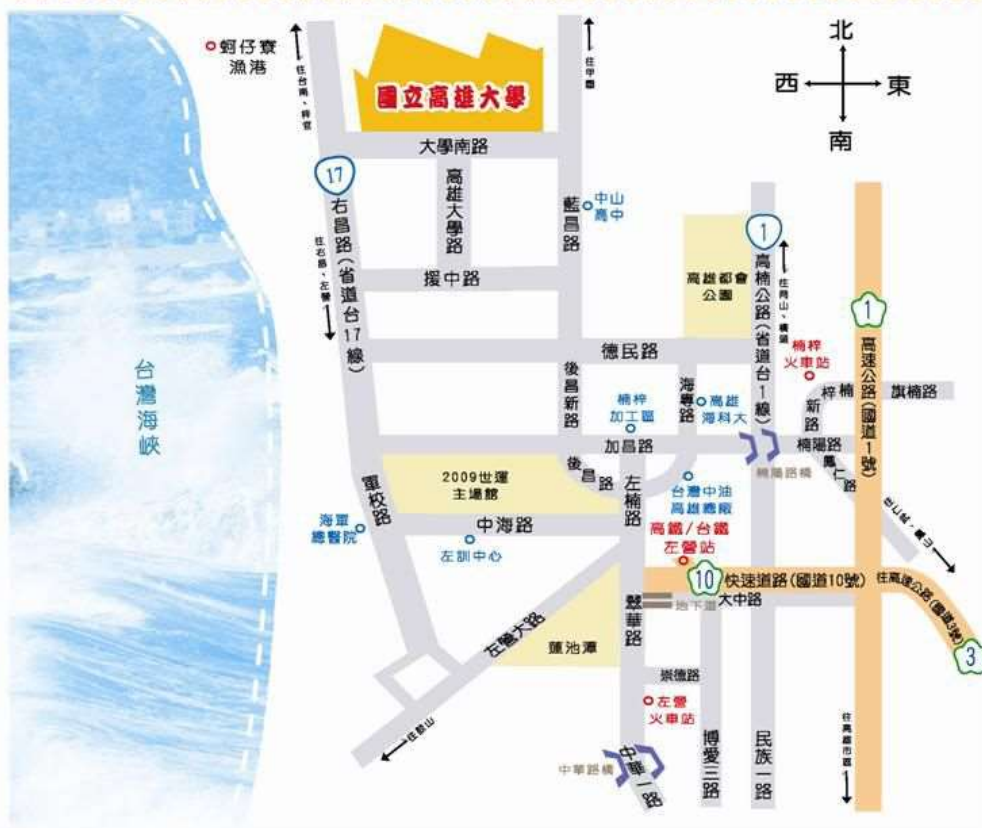 北
西 東
南
蚵仔寮
漁港
往台南、梓官
國立高雄大學
往甲圍
大學南路
17
右昌路(省道台17線)
往右昌、左營
高雄大學路
藍昌路
中山
高中
援中路
1
高楠公路(省道台1線)
高雄都會
公園
1
高速公路(國道1號)
德民路
楠梓
火車站
台灣海峽
後昌新路
楠梓
加工區
海專路
高雄
海科大
梓楠
新路
旗楠路
加昌路
楠陽路
楠陽路橋
鳳仁路
2009世運
主場館
後昌路
左楠路
台灣中油
高雄總廠
軍校路
海軍
總醫院
中海路
左訓中心
高鐵/台鐵
左營站
往仁武、鳳山
10
快速道路(國道10號)
往高速公路(國道3號)
3
大中路
地下道
翠華路
左營大路
蓮池潭
崇德路
左營
火車站
往鼓山
中華路橋
中華一路
博愛三路
民族一路
往高雄市區